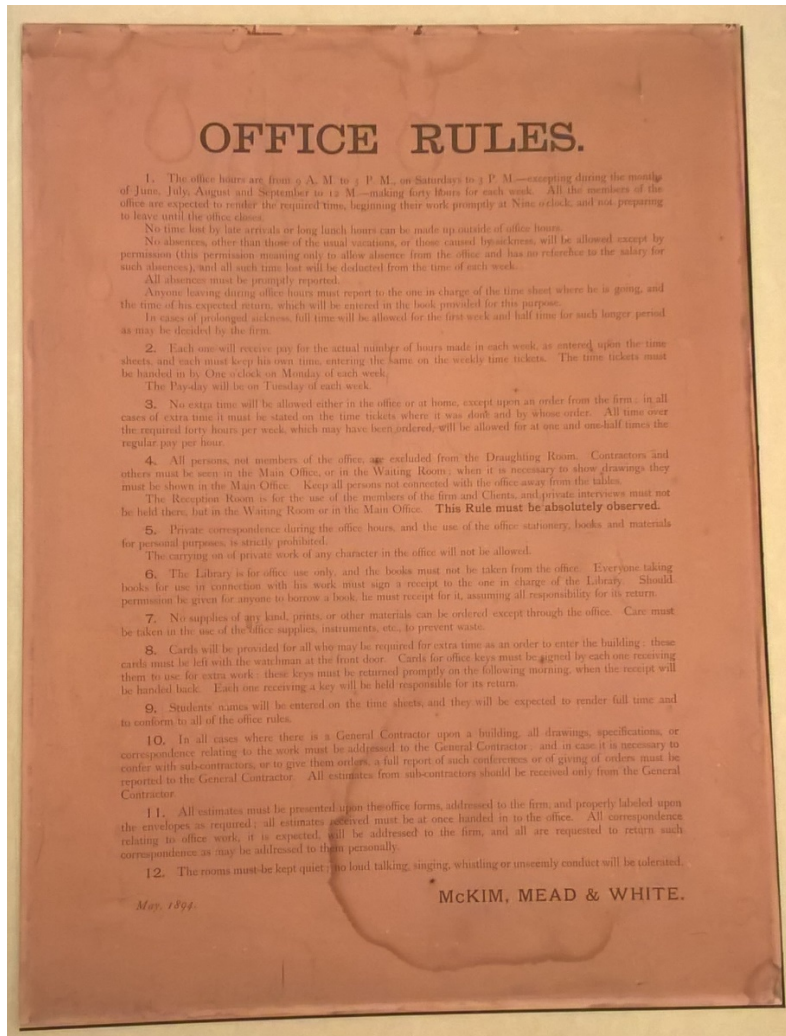 OFFICE RULES.
1. The office hours are from 9 A. M. to 5 P. M., on Saturdays to 3 P. M.—excepting during the months
of June, July, August and September to 12 M.—making forty hours for each week. All the members of the
office are expected to render the required time, beginning their work promptly at Nine o'clock, and not preparing
to leave until the office closes.
No time lost by late arrivals or long lunch hours can be made up outside of office hours.
No absences, other than those of the usual vacations, or those caused by sickness, will be allowed except by
permission (this permission meaning only to allow absence from the office and has no reference to the salary for
such absences), and all such time lost will be deducted from the time of each week.
All absences must be promptly reported.
Anyone leaving during office hours must report to the one in charge of the time sheet where he is going, and
the time of his expected return, which will be entered in the book provided for this purpose.
In cases of prolonged sickness, full time will be allowed for the first week and half time for such longer period
as may be decided by the firm.
2. Each one will receive pay for the actual number of hours made in each week, as entered upon the time
sheets, and each must keep his own time, entering the same on the weekly time tickets. The time tickets must
be handed in by One o'clock on Monday of each week.
The Pay-day will be on Tuesday of each week.
3. No extra time will be allowed either in the office or at home, except upon an order from the firm; in all
cases of extra time it must be stated on the time tickets where it was done and by whose order. All time over
the required forty hours per week, which may have been ordered, will be allowed for at one and one-half times the
regular pay per hour.
4. All persons, not members of the office, are excluded from the Draughting Room. Contractors and
others must be seen in the Main Office, or in the Waiting Room; when it is necessary to show drawings they
must be shown in the Main Office. Keep all persons not connected with the office away from the tables.
The Reception Room is for the use of the members of the firm and Clients, and private interviews must not
be held there, but in the Waiting Room or in the Main Office. This Rule must be absolutely observed.
5. Private correspondence during the office hours, and the use of the office stationery, books and materials
for personal purposes, is strictly prohibited.
The carrying on of private work of any character in the office will not be allowed.
6. The Library is for office use only, and the books must not be taken from the office. Everyone taking
books for use in connection with his work must sign a receipt to the one in charge of the Library. Should
permission be given for anyone to borrow a book, he must receipt for it, assuming all responsibility for its return.
7. No supplies of any kind, prints, or other materials can be ordered except through the office. Care must
be taken in the use of the office supplies, instruments, etc., to prevent waste.
8. Cards will be provided for all who may be required for extra time as an order to enter the building; these
cards must be left with the watchman at the front door. Cards for office keys must be signed by each one receiving
them to use for extra work; these keys must be returned promptly on the following morning, when the receipt will
be handed back. Each one receiving a key will be held responsible for its return.
9. Students' names will be entered on the time sheets, and they will be expected to render full time and
to conform to all of the office rules.
10. In all cases where there is a General Contractor upon a building, all drawings, specifications, or
correspondence relating to the work must be addressed to the General Contractor; and in case it is necessary to
confer with sub-contractors, or to give them orders, a full report of such conferences or of giving of orders must be
reported to the General Contractor. All estimates from sub-contractors should be received only from the General
Contractor.
11. All estimates must be presented upon the office forms, addressed to the firm, and properly labeled upon
the envelopes as required; all estimates received must be at once handed in to the office. All correspondence
relating to office work, it is expected, will be addressed to the firm, and all are requested to return such
correspondence as may be addressed to them personally.
12. The rooms must be kept quiet; no loud talking, singing, whistling or unseemly conduct will be tolerated.
McKIM, MEAD & WHITE.
May, 1894.